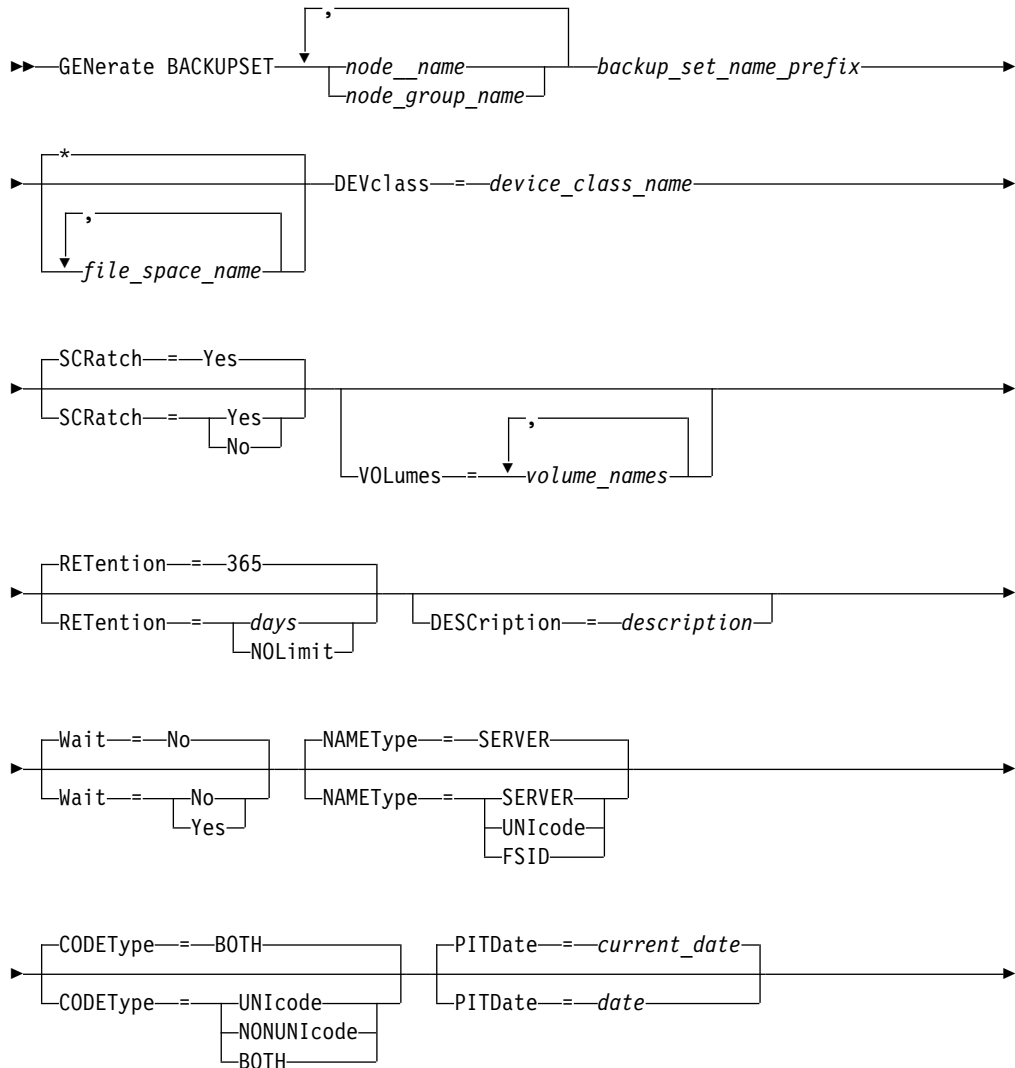 ,
GENerate BACKUPSET node__name backup_set_name_prefix
node_group_name
*
DEVclass = device_class_name
,
file_space_name
SCRatch = Yes
SCRatch = Yes
No
,
VOLumes = volume_names
RETention = 365
RETention = days
NOLimit
DESCription = description
Wait = No
Wait = No
Yes
NAMEType = SERVER
NAMEType = SERVER
UNIcode
FSID
CODEType = BOTH
CODEType = UNIcode
NONUNIcode
BOTH
PITDate = current_date
PITDate = date